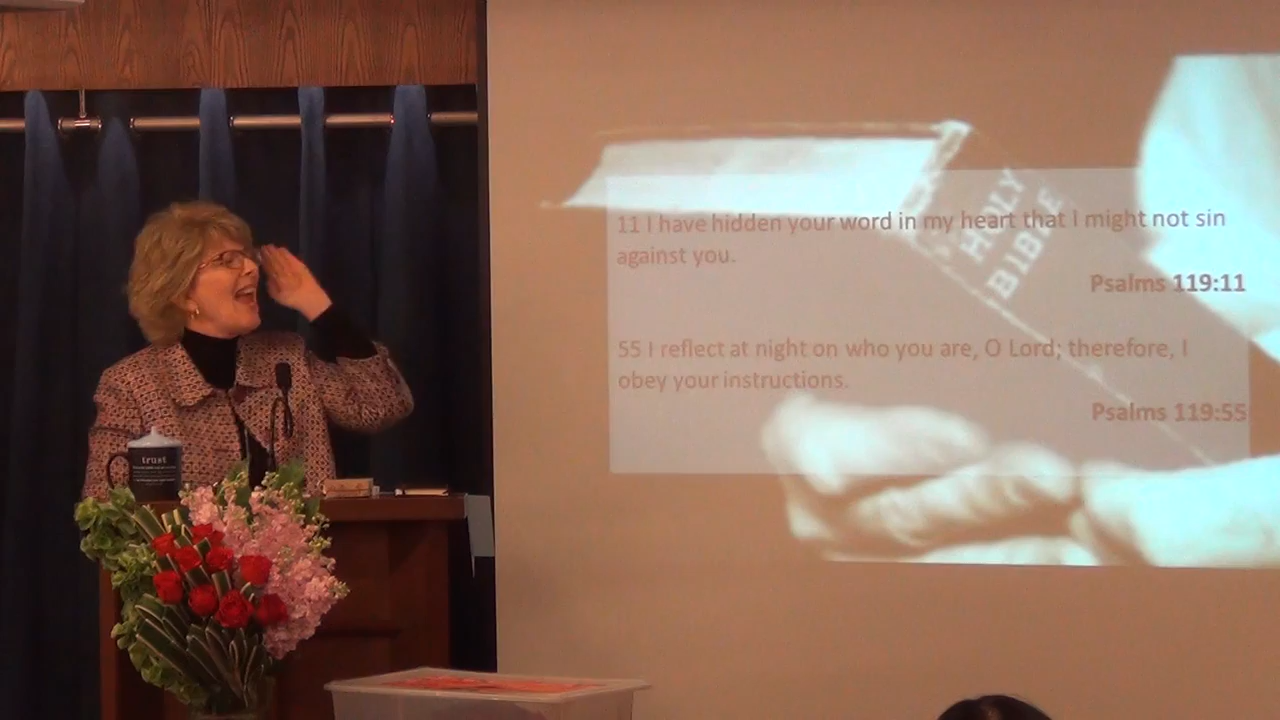 11 I have hidden your word in my heart that I might not sin
against you.
Psalms 119:11
55 I reflect at night on who you are, O Lord; therefore, I
obey your instructions.
Psalms 119:55
HOLY
BIBLE
trust